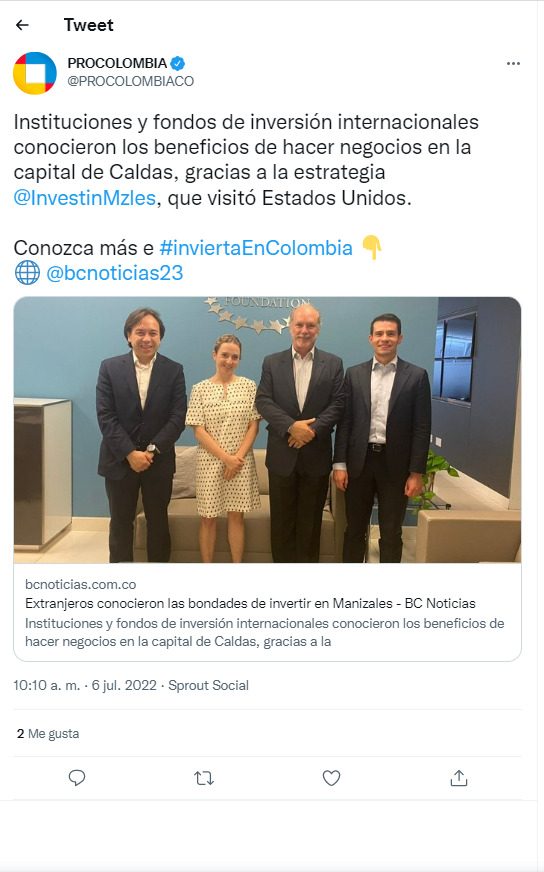 Tweet
PROCOLOMBIA
@PROCOLOMBIACO
Instituciones y fondos de inversión internacionales
conocieron los beneficios de hacer negocios en la
capital de Caldas, gracias a la estrategia
@InvestinMzles, que visitó Estados Unidos.
Conozca más e #inviertaEnColombia
@bcnoticias23
FOUNDATION
bcnoticias.com.co
Extranjeros conocieron las bondades de invertir en Manizales - BC Noticias
Instituciones y fondos de inversión internacionales conocieron los beneficios de
hacer negocios en la capital de Caldas, gracias a la
10:10 a. m. · 6 jul. 2022 · Sprout Social
2 Me gusta